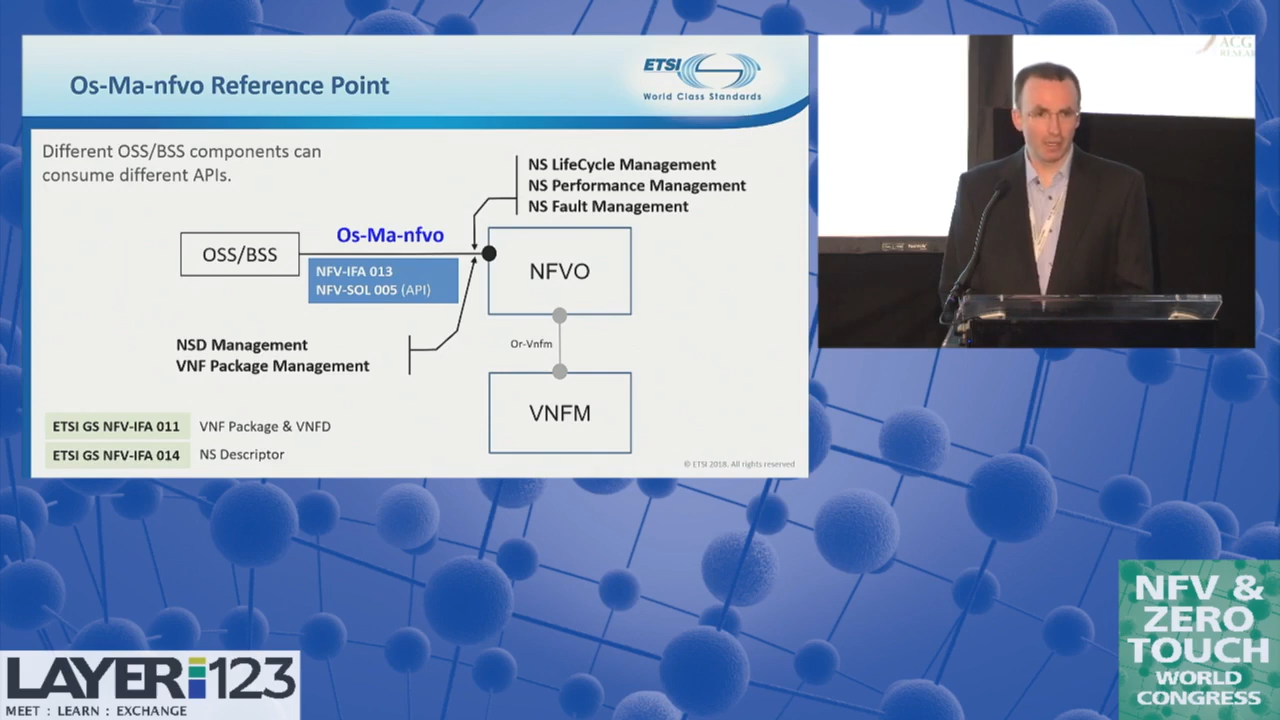 Os-Ma-nfvo Reference Point
ETSI
World Class Standards
Different OSS/BSS components can
consume different APIs.
NS LifeCycle Management
NS Performance Management
NS Fault Management
Os-Ma-nfvo
OSS/BSS
NFV-IFA 013
NFV-SOL 005 (API)
NFVO
NSD Management
VNF Package Management
Or-Vnfm
VNFM
ETSI GS NFV-IFA 011 VNF Package & VNFD
ETSI GS NFV-IFA 014 NS Descriptor
© ETSI 2018. All rights reserved
ACG
LAYER123
MEET : LEARN : EXCHANGE
NFV &
ZERO
TOUCH
WORLD
CONGRESS